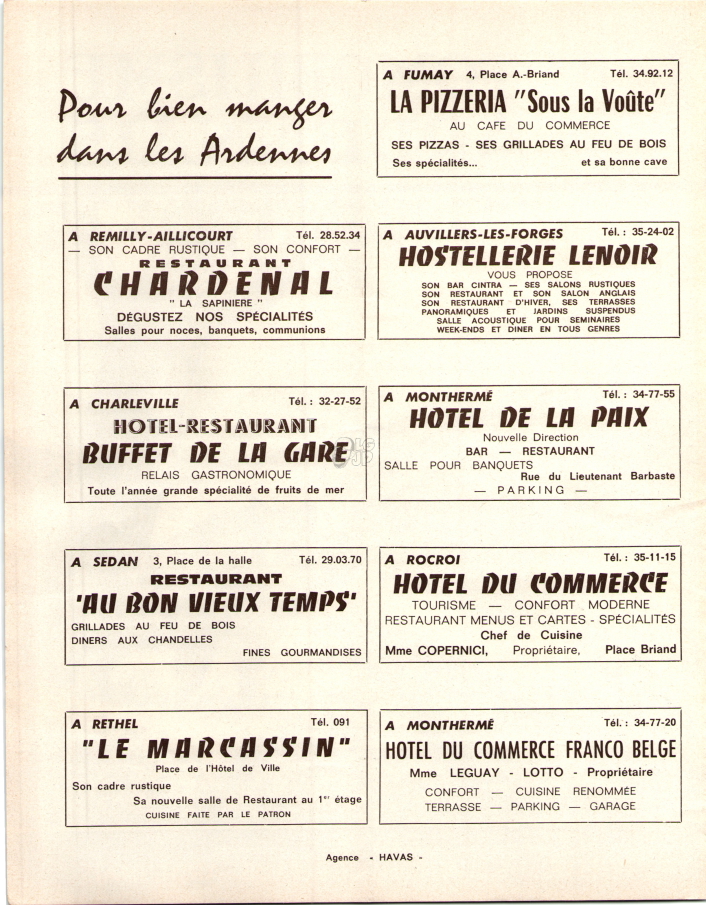 Pour bien manger
dans les Ardennes
A FUMAY 4, Place A.-Briand Tél. 34.92.12
LA PIZZERIA "Sous la Voûte"
AU CAFE DU COMMERCE
SES PIZZAS - SES GRILLADES AU FEU DE BOIS
Ses spécialités... et sa bonne cave
A REMILLY-AILLICOURT Tél. 28.52.34
— SON CADRE RUSTIQUE — SON CONFORT —
RESTAURANT
CHARDENAL
" LA SAPINIERE "
DÉGUSTEZ NOS SPÉCIALITÉS
Salles pour noces, banquets, communions
A AUVILLERS-LES-FORGES Tél. : 35-24-02
HOSTELLERIE LENOIR
VOUS PROPOSE
SON BAR CINTRA — SES SALONS RUSTIQUES
SON RESTAURANT ET SON SALON ANGLAIS
SON RESTAURANT D'HIVER, SES TERRASSES
PANORAMIQUES ET JARDINS SUSPENDUS
SALLE ACOUSTIQUE POUR SEMINAIRES
WEEK-ENDS ET DINER EN TOUS GENRES
A CHARLEVILLE Tél. : 32-27-52
HOTEL-RESTAURANT
BUFFET DE LA GARE
RELAIS GASTRONOMIQUE
Toute l'année grande spécialité de fruits de mer
A MONTHERMÉ Tél. : 34-77-55
HOTEL DE LA PAIX
Nouvelle Direction
BAR — RESTAURANT
SALLE POUR BANQUETS
Rue du Lieutenant Barbaste
— PARKING —
A SEDAN 3, Place de la halle Tél. 29.03.70
RESTAURANT
'AU BON VIEUX TEMPS'
GRILLADES AU FEU DE BOIS
DINERS AUX CHANDELLES
FINES GOURMANDISES
A ROCROI Tél. : 35-11-15
HOTEL DU COMMERCE
TOURISME — CONFORT MODERNE
RESTAURANT MENUS ET CARTES - SPÉCIALITÉS
Chef de Cuisine
Mme COPERNICI, Propriétaire, Place Briand
A RETHEL Tél. 091
"LE MARCASSIN"
Place de l'Hôtel de Ville
Son cadre rustique
Sa nouvelle salle de Restaurant au 1er étage
CUISINE FAITE PAR LE PATRON
A MONTHERMÉ Tél. : 34-77-20
HOTEL DU COMMERCE FRANCO BELGE
Mme LEGUAY - LOTTO - Propriétaire
CONFORT — CUISINE RENOMMÉE
TERRASSE — PARKING — GARAGE
Agence - HAVAS -